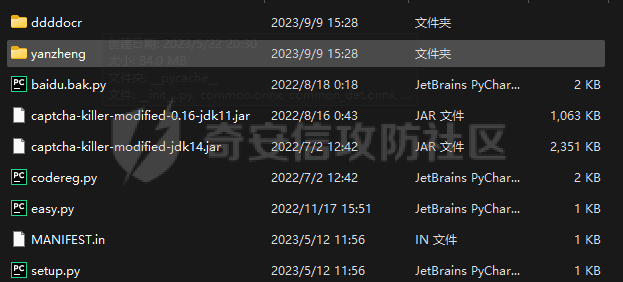 ddddocr 2023/9/9 15:28 文件夹
创建日期: 2023/5/22 20:30
yanzheng 2023/9/9 15:28 文件夹
大小: 84.0 MB
文件夹: __pycache__
baidu.bak.py 2022/8/18 0:18 JetBrains PyChar... 2 KB
captcha-killer-modified-0.16-jdk11.jar 2022/8/16 0:43 JAR 文件 1,063 KB
captcha-killer-modified-jdk14.jar 2022/7/2 12:42 JAR 文件 2,351 KB
奇安信攻防社区
codereg.py 2022/7/2 12:42 JetBrains PyChar... 2 KB
easy.py 2022/11/17 15:51 JetBrains PyChar... 1 KB
MANIFEST.in 2023/5/12 11:56 IN 文件 1 KB
setup.py 2023/5/12 11:56 JetBrains PyChar... 1 KB